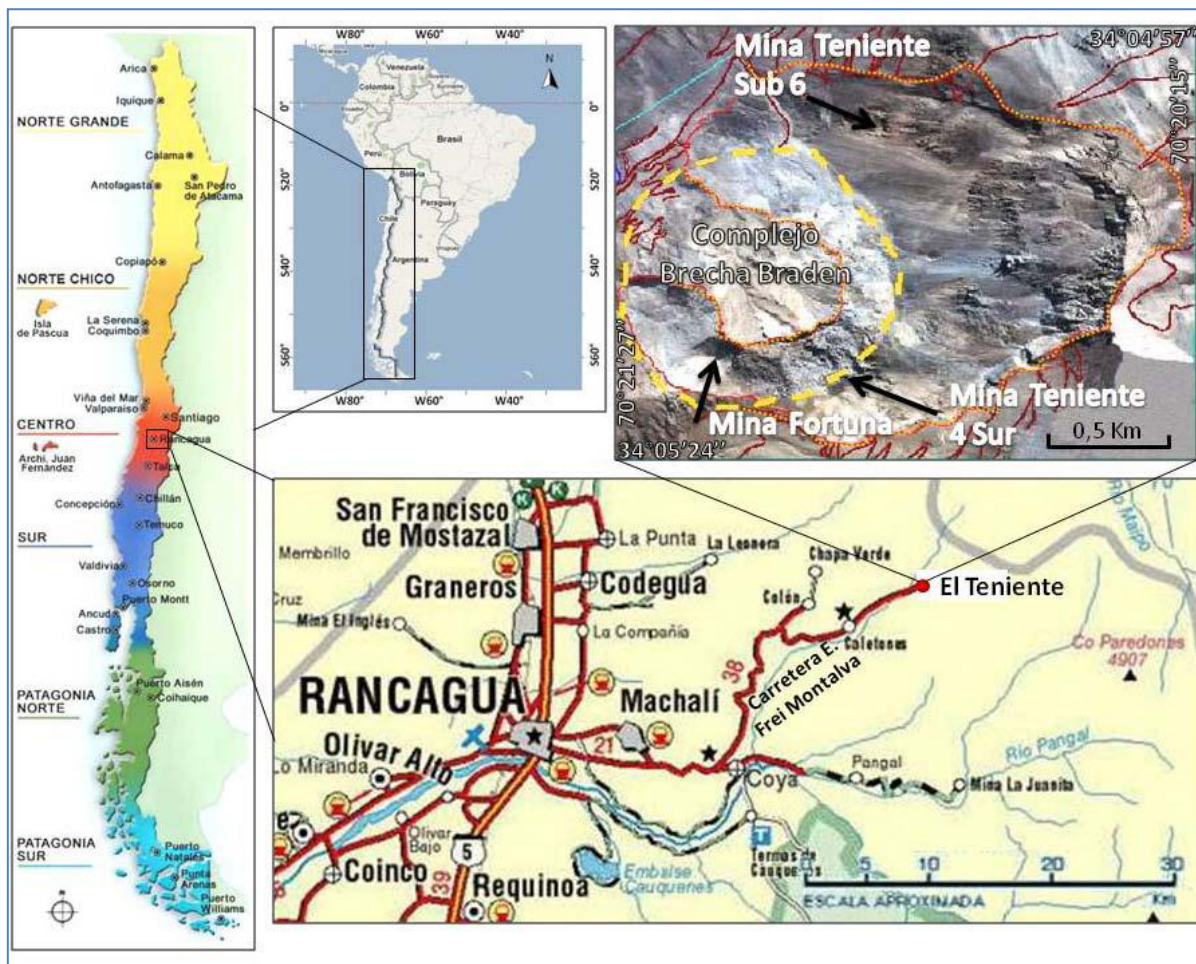 Arica
Iquique
NORTE GRANDE
Calama
Antofagasta
San Pedro
de Atacama
Copiapó
NORTE CHICO
Isla
de Pascua
La Serena
Coquimbo
Viña del Mar
Valparaíso
Santiago
CENTRO
Rancagua
Archi. Juan
Fernández
Talca
Chillán
Concepción
Temuco
SUR
Valdivia
Osorno
Puerto Montt
Ancud
Castro
Puerto Aisén
Coihaique
PATAGONIA
NORTE
PATAGONIA
SUR
Puerto
Natales
Punta
Arenas
Puerto
Williams
W80° W60° W40°
N
Venezuela
Colombia
Ecuador
0°
Brasil
Perú
Bolivia
S20°
Paraguay
Chile
Uruguay
S40°
Argentina
S60°
W80° W60° W40°
Mina Teniente
Sub 6
34°04’57’’
70°20’15’’
Complejo
Brecha Braden
70°21’27’’
34°05’24’’
Mina Fortuna
Mina Teniente
4 Sur
0,5 Km
San Francisco
de Mostazal
Membrillo
La Punta
La Leonera
Graneros
Codegua
Chapa Verde
El Teniente
Cruz
Mina El Inglés
Colón
La Compañía
Caletones
Co Paredones
4907
Río Maipo
38
Carretera E.
Frei Montalva
RANCAGUA
Machalí
21
Olivar Alto
Lo Miranda
Coya
Pangal
Río Pangal
Mina La Juanita
Olivar
Bajo
5
T
Termas de
Cauquenes
Coinco
39
Requinoa
Embalse
Cauquenes
0 5 10 20 30
ESCALA APROXIMADA
Km